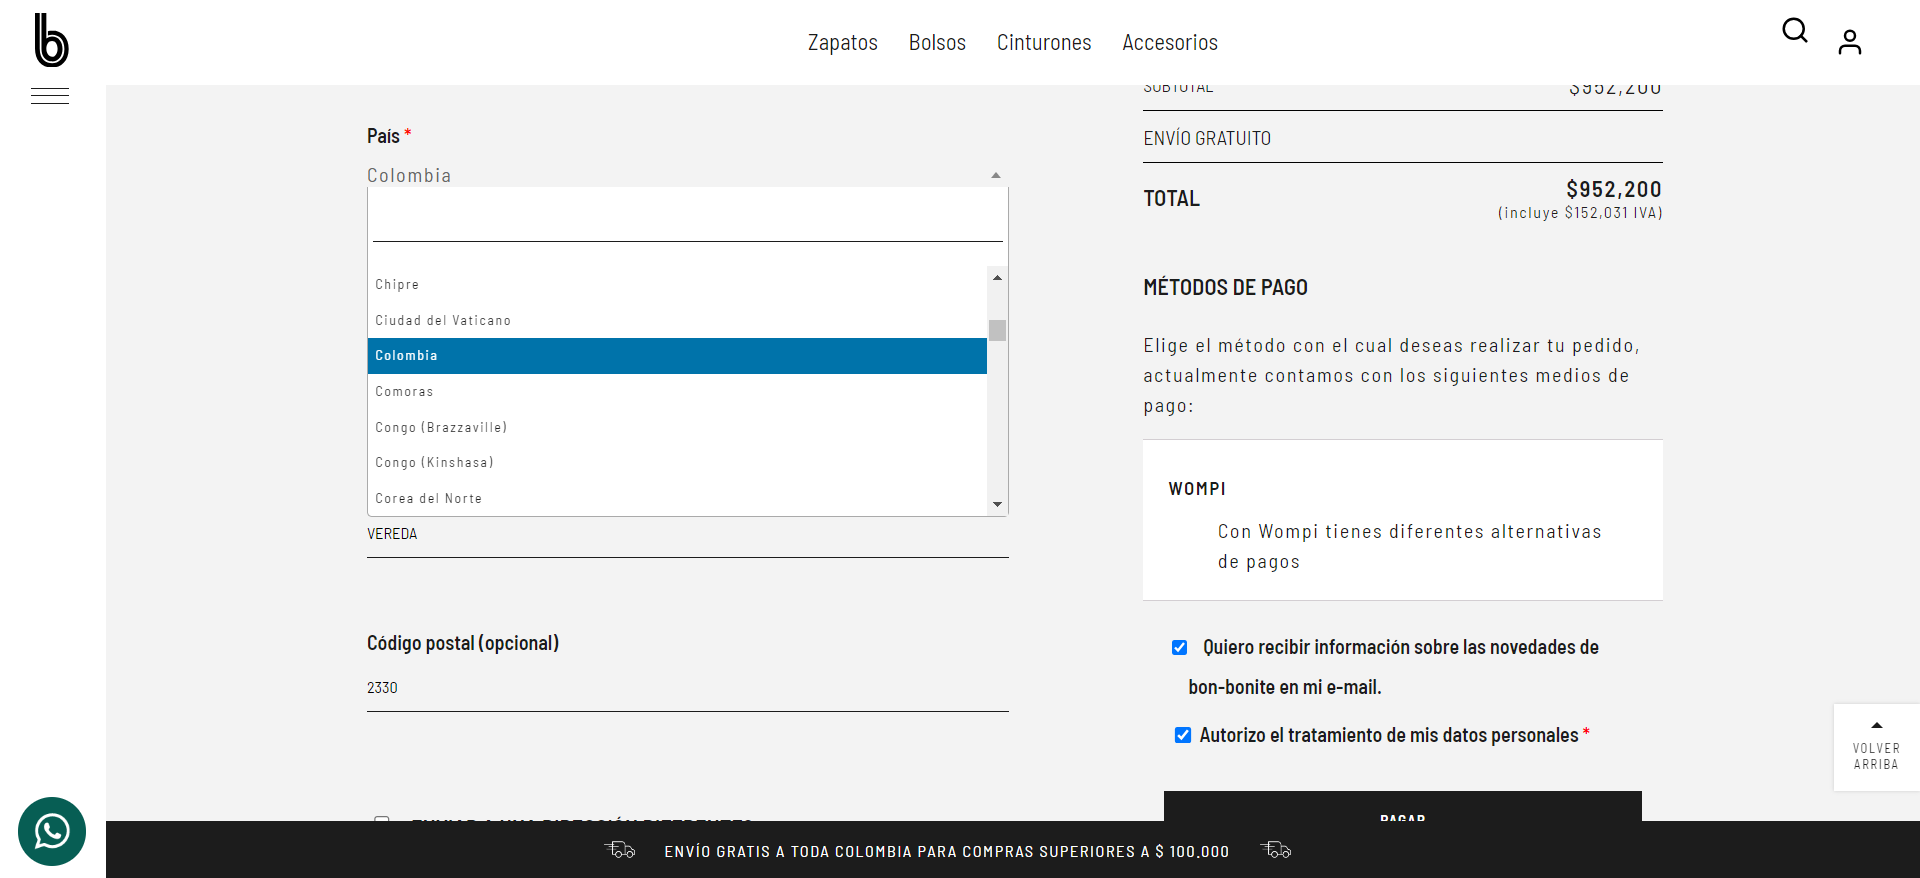 b
Zapatos Bolsos Cinturones Accesorios
País *
Colombia
Chipre
Ciudad del Vaticano
Colombia
Comoras
Congo (Brazzaville)
Congo (Kinshasa)
Corea del Norte
VEREDA
Código postal (opcional)
2330
ENVIAR A UNA DIRECCIÓN DIFERENTE?
SUBTOTAL $952,200
ENVÍO GRATUITO
TOTAL $952,200
(incluye $152,031 IVA)
MÉTODOS DE PAGO
Elige el método con el cual deseas realizar tu pedido,
actualmente contamos con los siguientes medios de
pago:
WOMPI
Con Wompi tienes diferentes alternativas
de pagos
Quiero recibir información sobre las novedades de
bon-bonite en mi e-mail.
Autorizo el tratamiento de mis datos personales *
PAGAR
VOLVER
ARRIBA
ENVÍO GRATIS A TODA COLOMBIA PARA COMPRAS SUPERIORES A $ 100.000